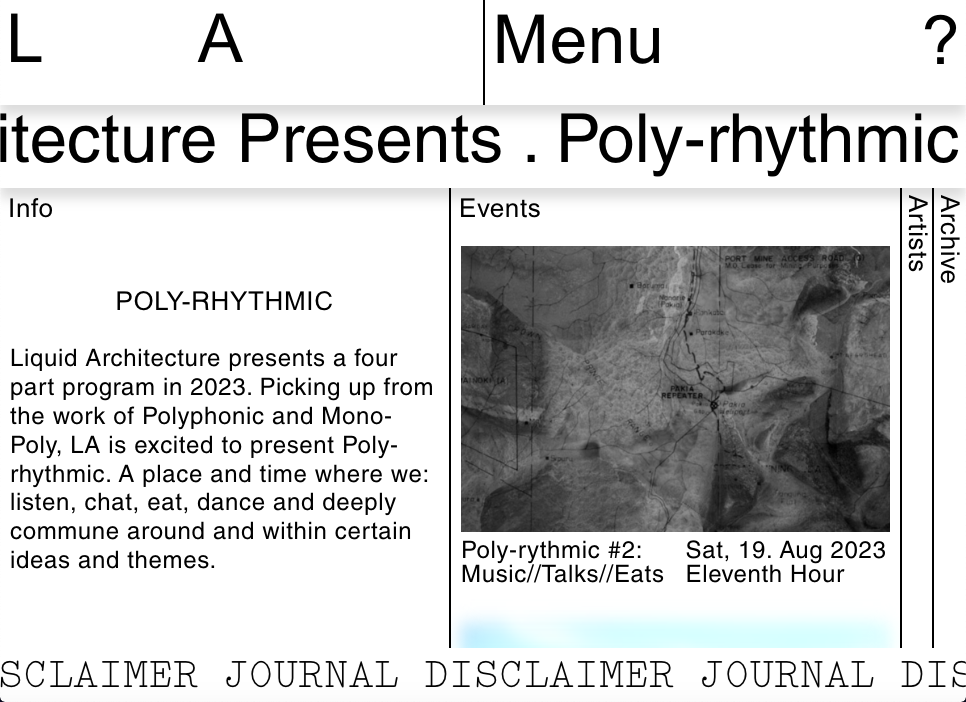 L A
Menu ?
itecture Presents . Poly-rhythmic
Info
POLY-RHYTHMIC
Liquid Architecture presents a four
part program in 2023. Picking up from
the work of Polyphonic and Mono-
Poly, LA is excited to present Poly-
rhythmic. A place and time where we:
listen, chat, eat, dance and deeply
commune around and within certain
ideas and themes.
Events
PORT MINE ACCESS ROAD
PAKIA
REPEATER
Poly-rythmic #2:
Music//Talks//Eats
Sat, 19. Aug 2023
Eleventh Hour
Artists
Archive
SCLAIMER JOURNAL DISCLAIMER JOURNAL DIS